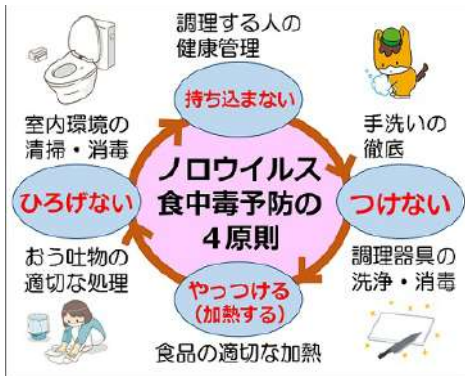 調理する人の
健康管理
持ち込まない
室内環境の
清掃・消毒
手洗いの
徹底
ひろげない
ノロウイルス
食中毒予防の
４原則
つけない
おう吐物の
適切な処理
調理器具の
洗浄・消毒
やっつける
(加熱する)
食品の適切な加熱